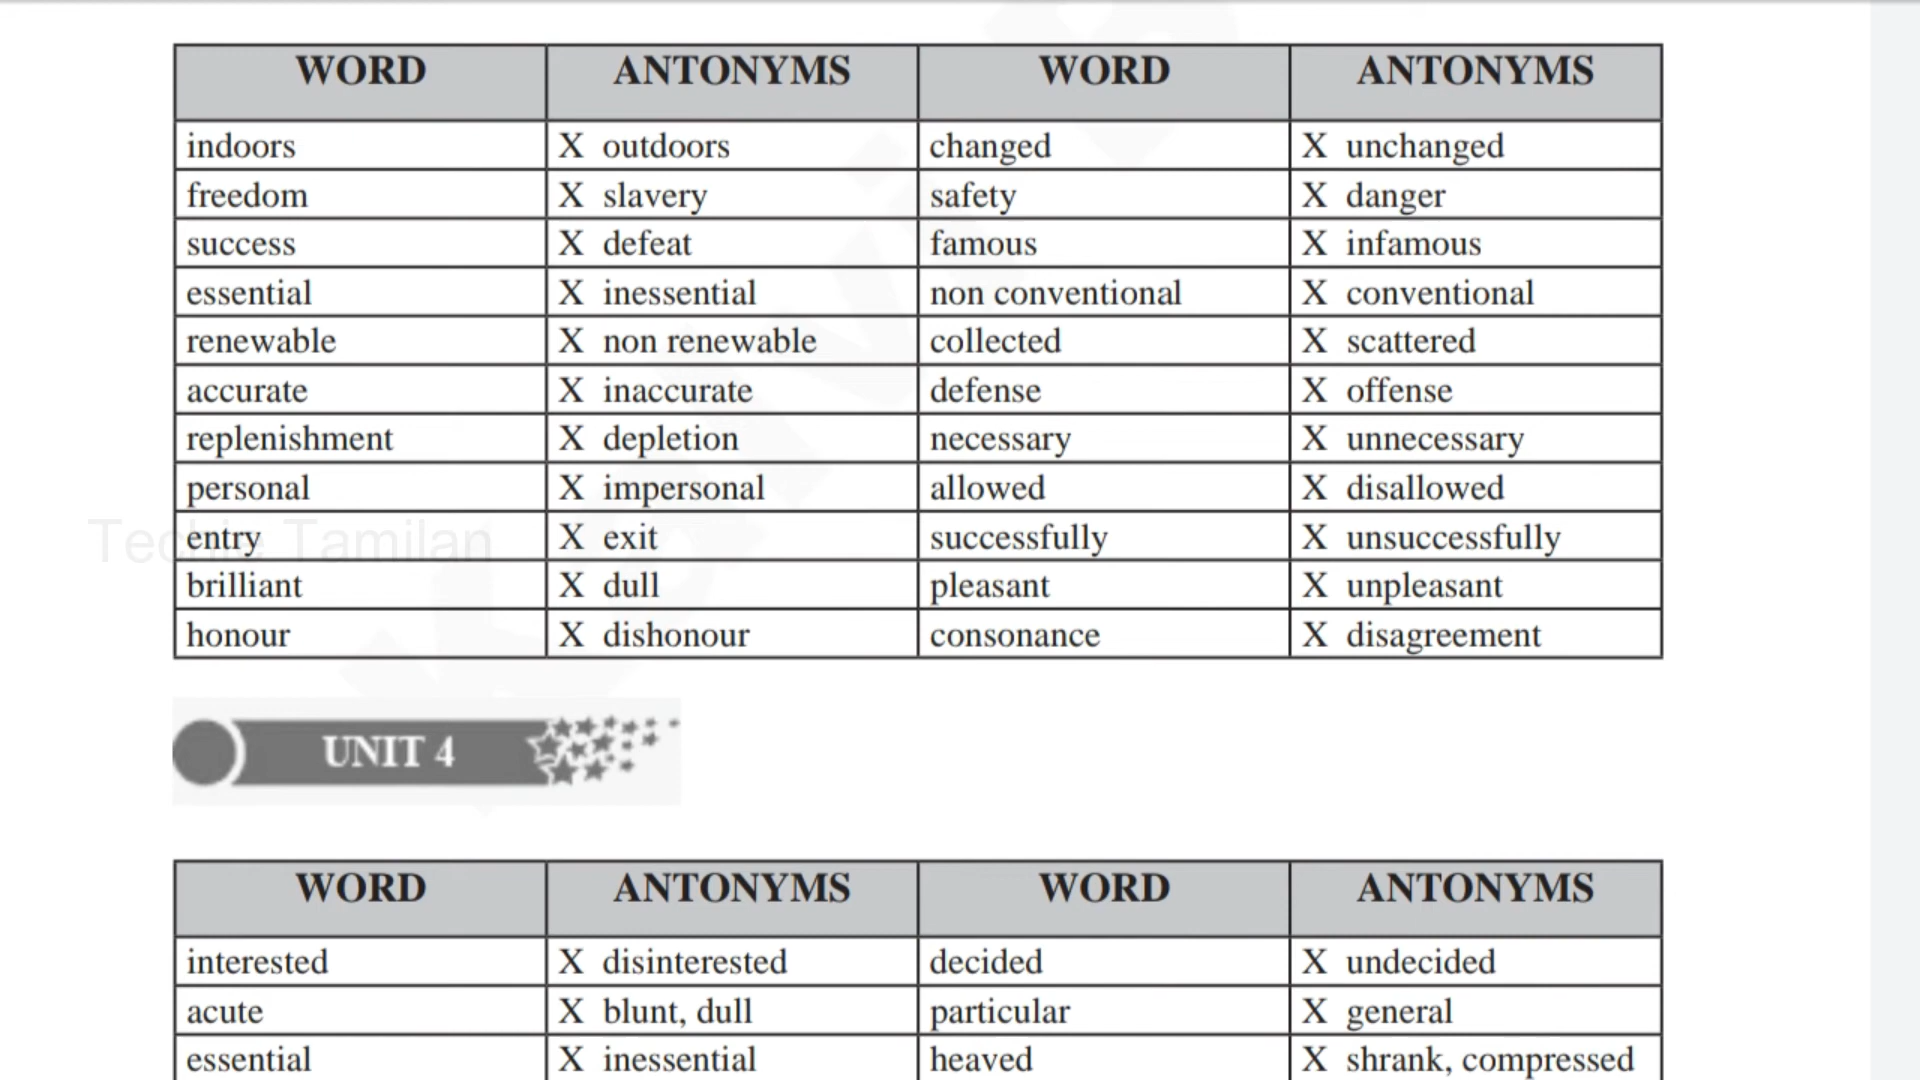 WORD ANTONYMS WORD ANTONYMS
indoors X outdoors changed X unchanged
freedom X slavery safety X danger
success X defeat famous X infamous
essential X inessential non conventional X conventional
renewable X non renewable collected X scattered
accurate X inaccurate defense X offense
replenishment X depletion necessary X unnecessary
personal X impersonal allowed X disallowed
Techie Tamilan
entry X exit successfully X unsuccessfully
brilliant X dull pleasant X unpleasant
honour X dishonour consonance X disagreement
UNIT 4
WORD ANTONYMS WORD ANTONYMS
interested X disinterested decided X undecided
acute X blunt, dull particular X general
essential X inessential heaved X shrank, compressed